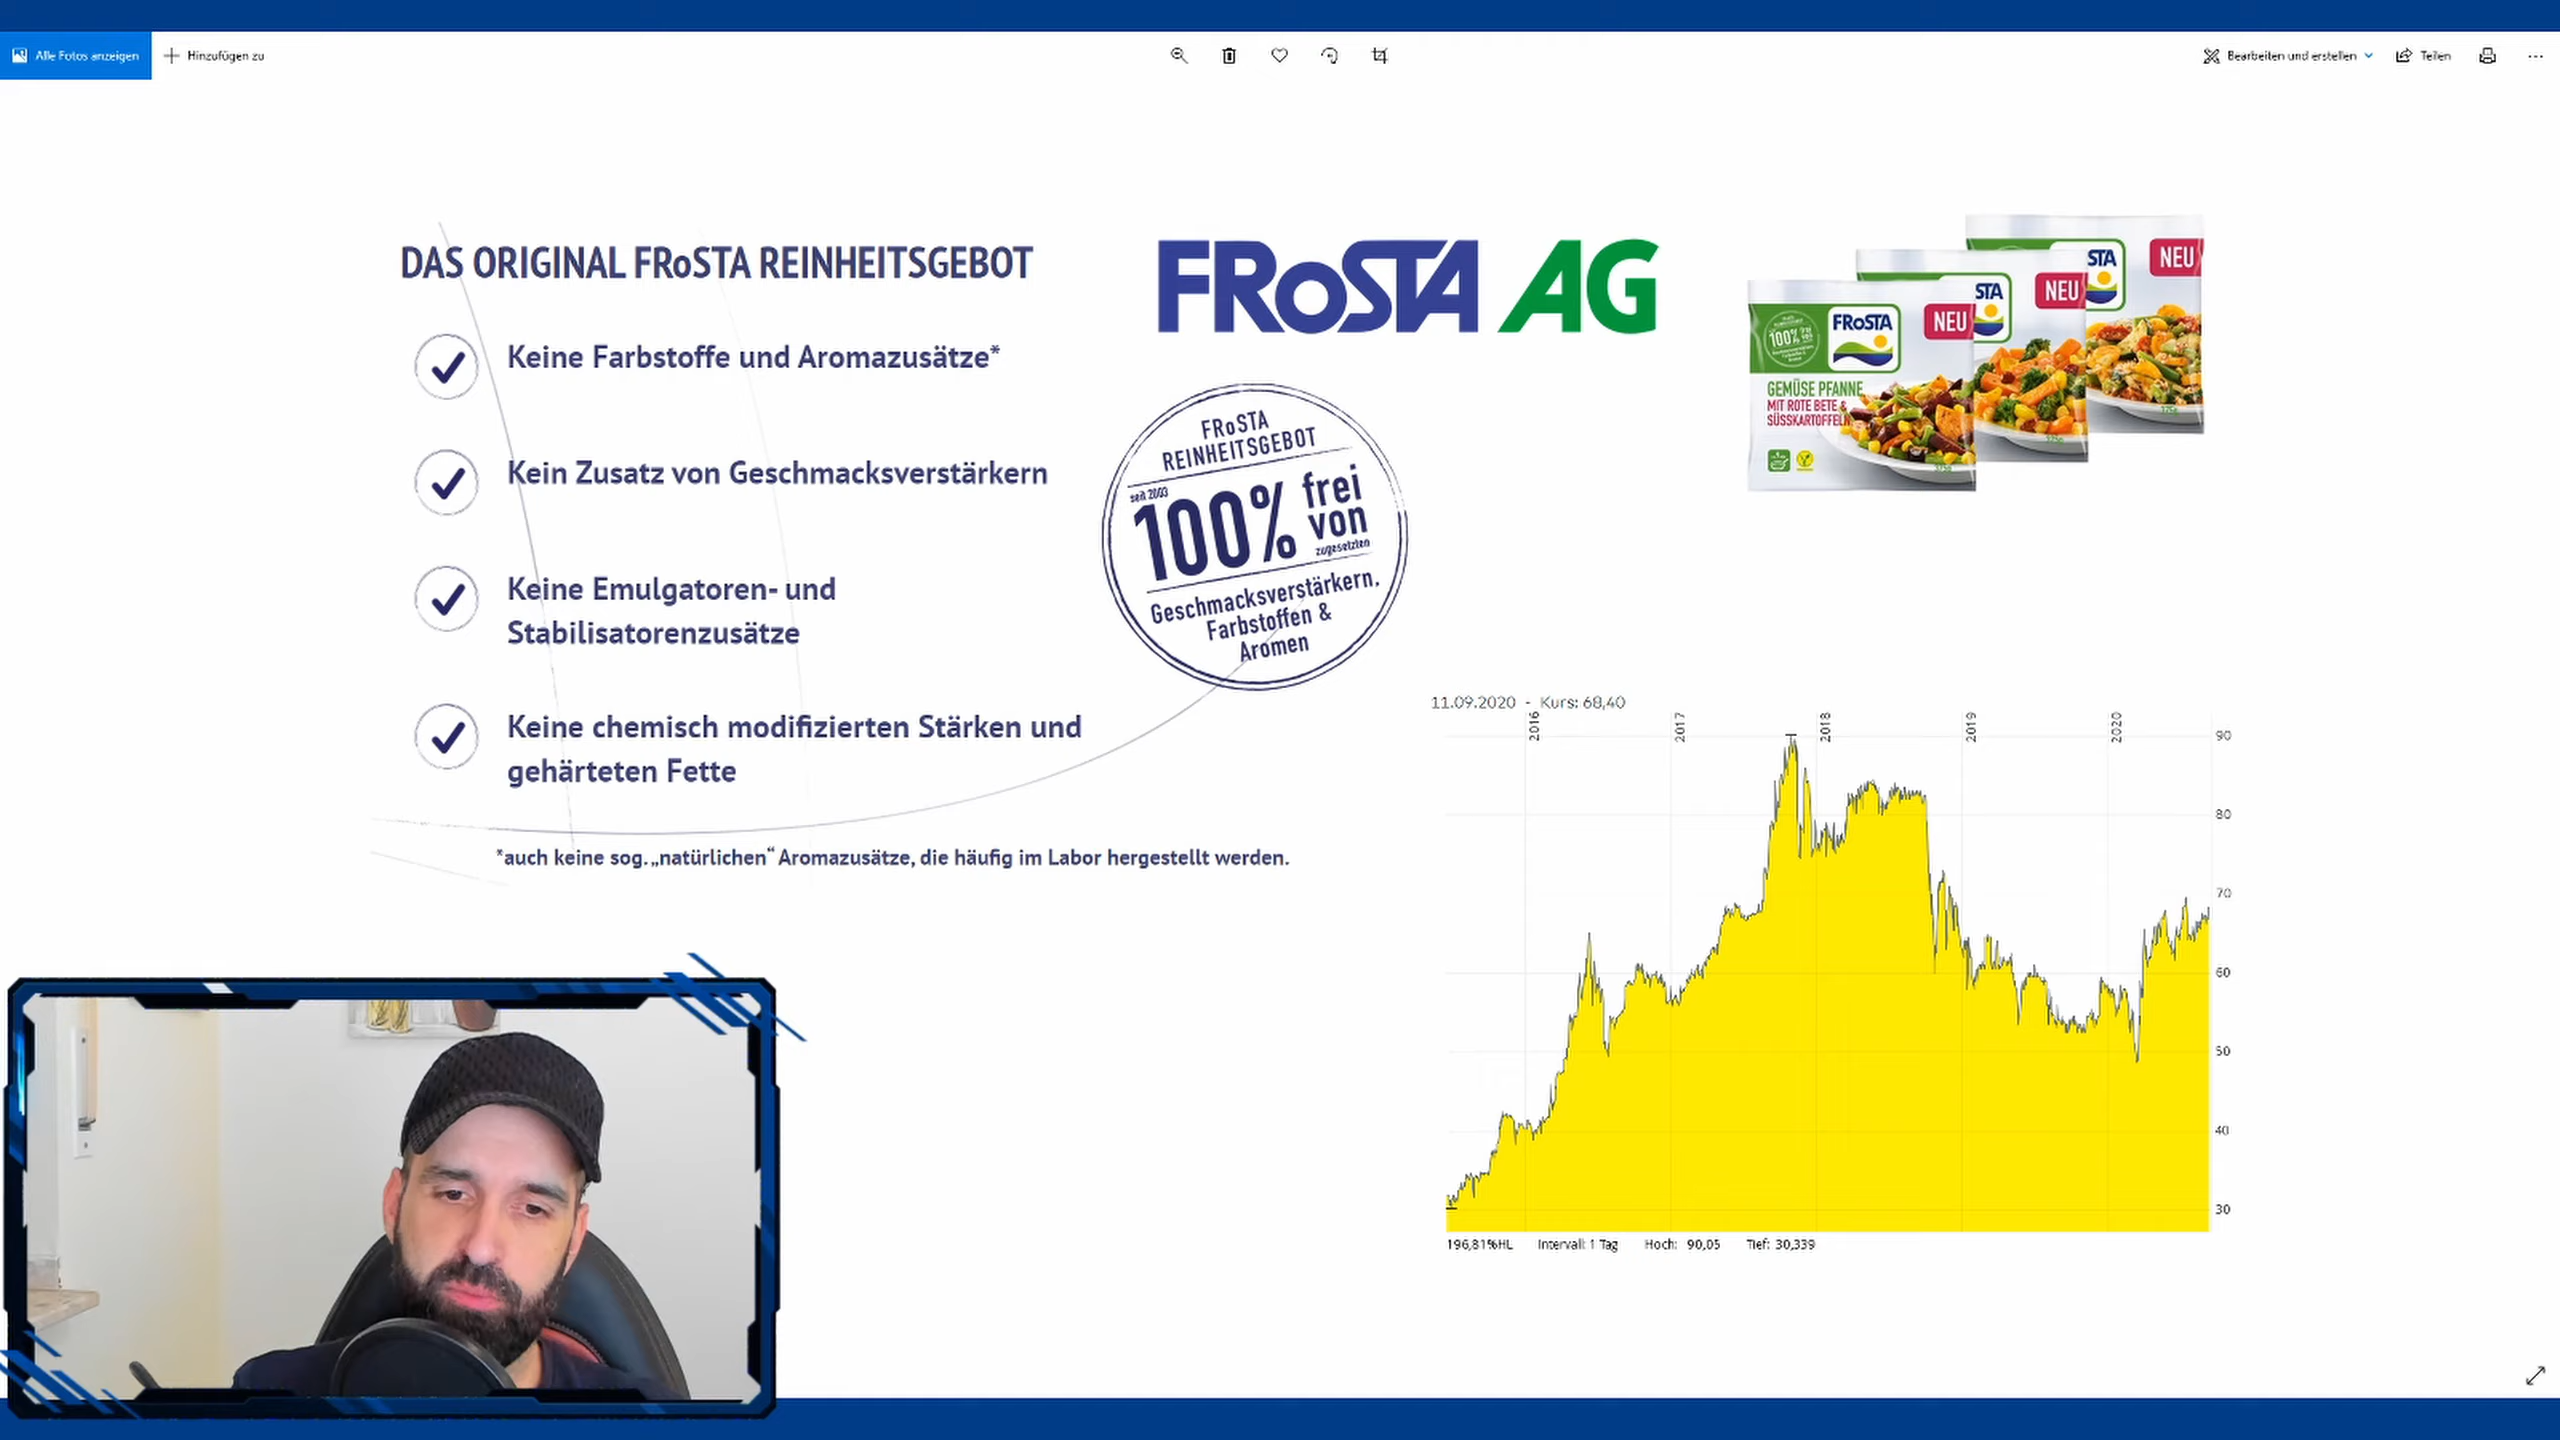 Alle Fotos anzeigen
Hinzufügen zu
Bearbeiten und erstellen
Teilen
DAS ORIGINAL FRoSTA REINHEITSGEBOT
Keine Farbstoffe und Aromazusätze*
Kein Zusatz von Geschmacksverstärkern
Keine Emulgatoren- und
Stabilisatorenzusätze
Keine chemisch modifizierten Stärken und
gehärteten Fette
*auch keine sog. „natürlichen“ Aromazusätze, die häufig im Labor hergestellt werden.
FRoSTA AG
FRoSTA
REINHEITSGEBOT
seit 2003
100% frei
von
zugesetzten
Geschmacksverstärkern,
Farbstoffen &
Aromen
STA
NEU
STA
NEU
FRoSTA
NEU
100% frei
GEMÜSE PFANNE
MIT ROTE BETE &
SÜSSKARTOFFELN
11.09.2020 - Kurs: 68,40
2016
2017
2018
2019
2020
90
80
70
60
50
40
30
196,81%HL Intervall: 1 Tag Hoch: 90,05 Tief: 30,339